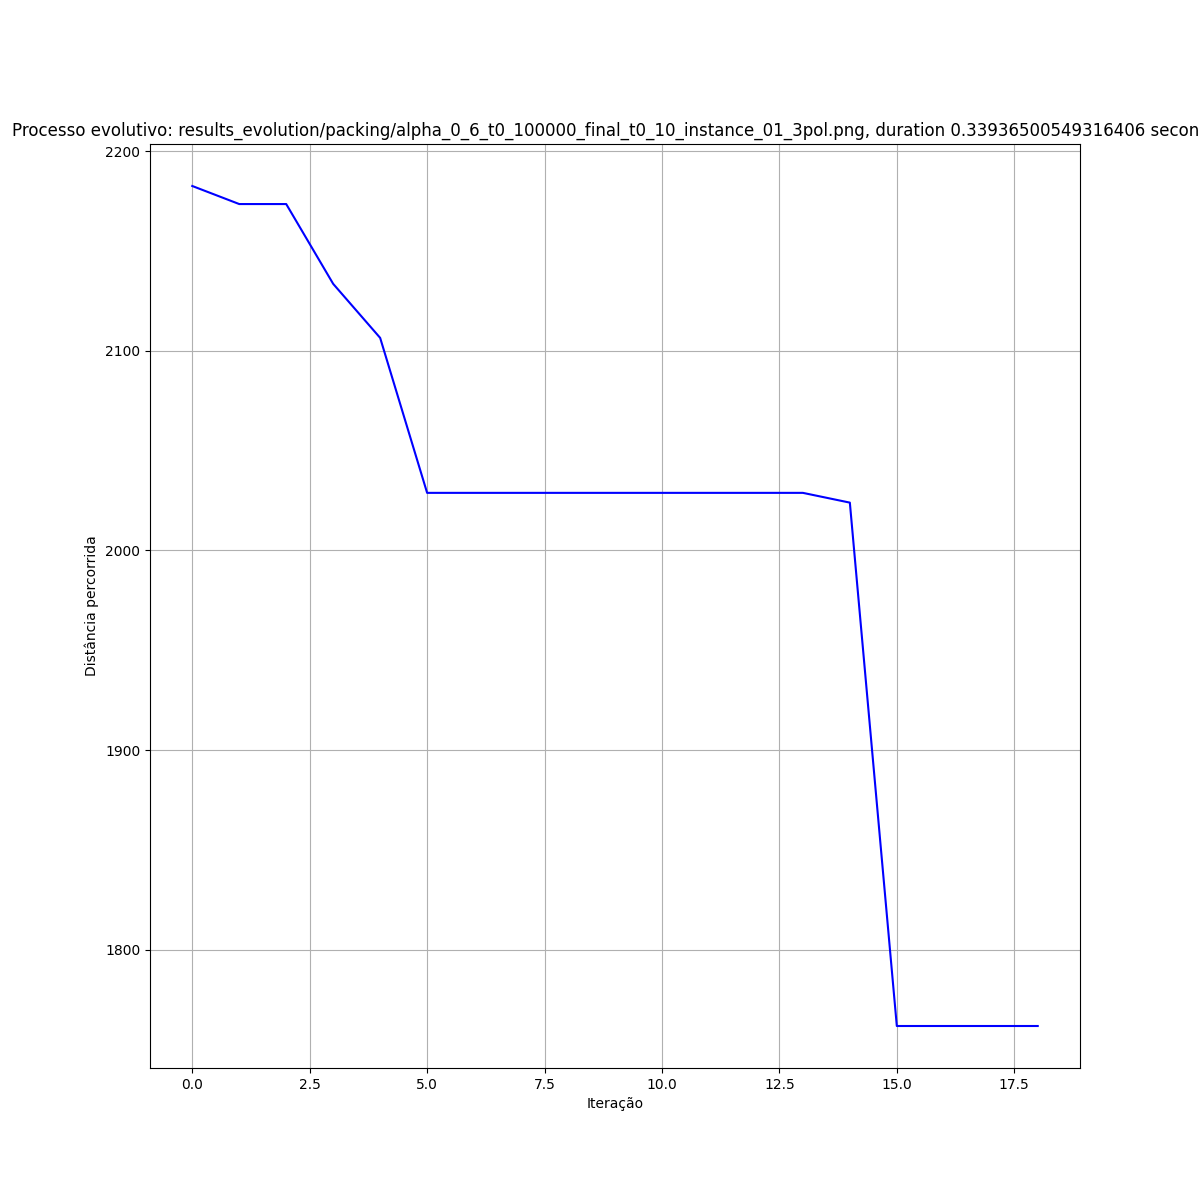 Processo evolutivo: results_evolution/packing/alpha_0_6_t0_100000_final_t0_10_instance_01_3pol.png, duration 0.33936500549316406 secon
2200
2100
2000
1900
1800
Distância percorrida
0.0 2.5 5.0 7.5 10.0 12.5 15.0 17.5
Iteração